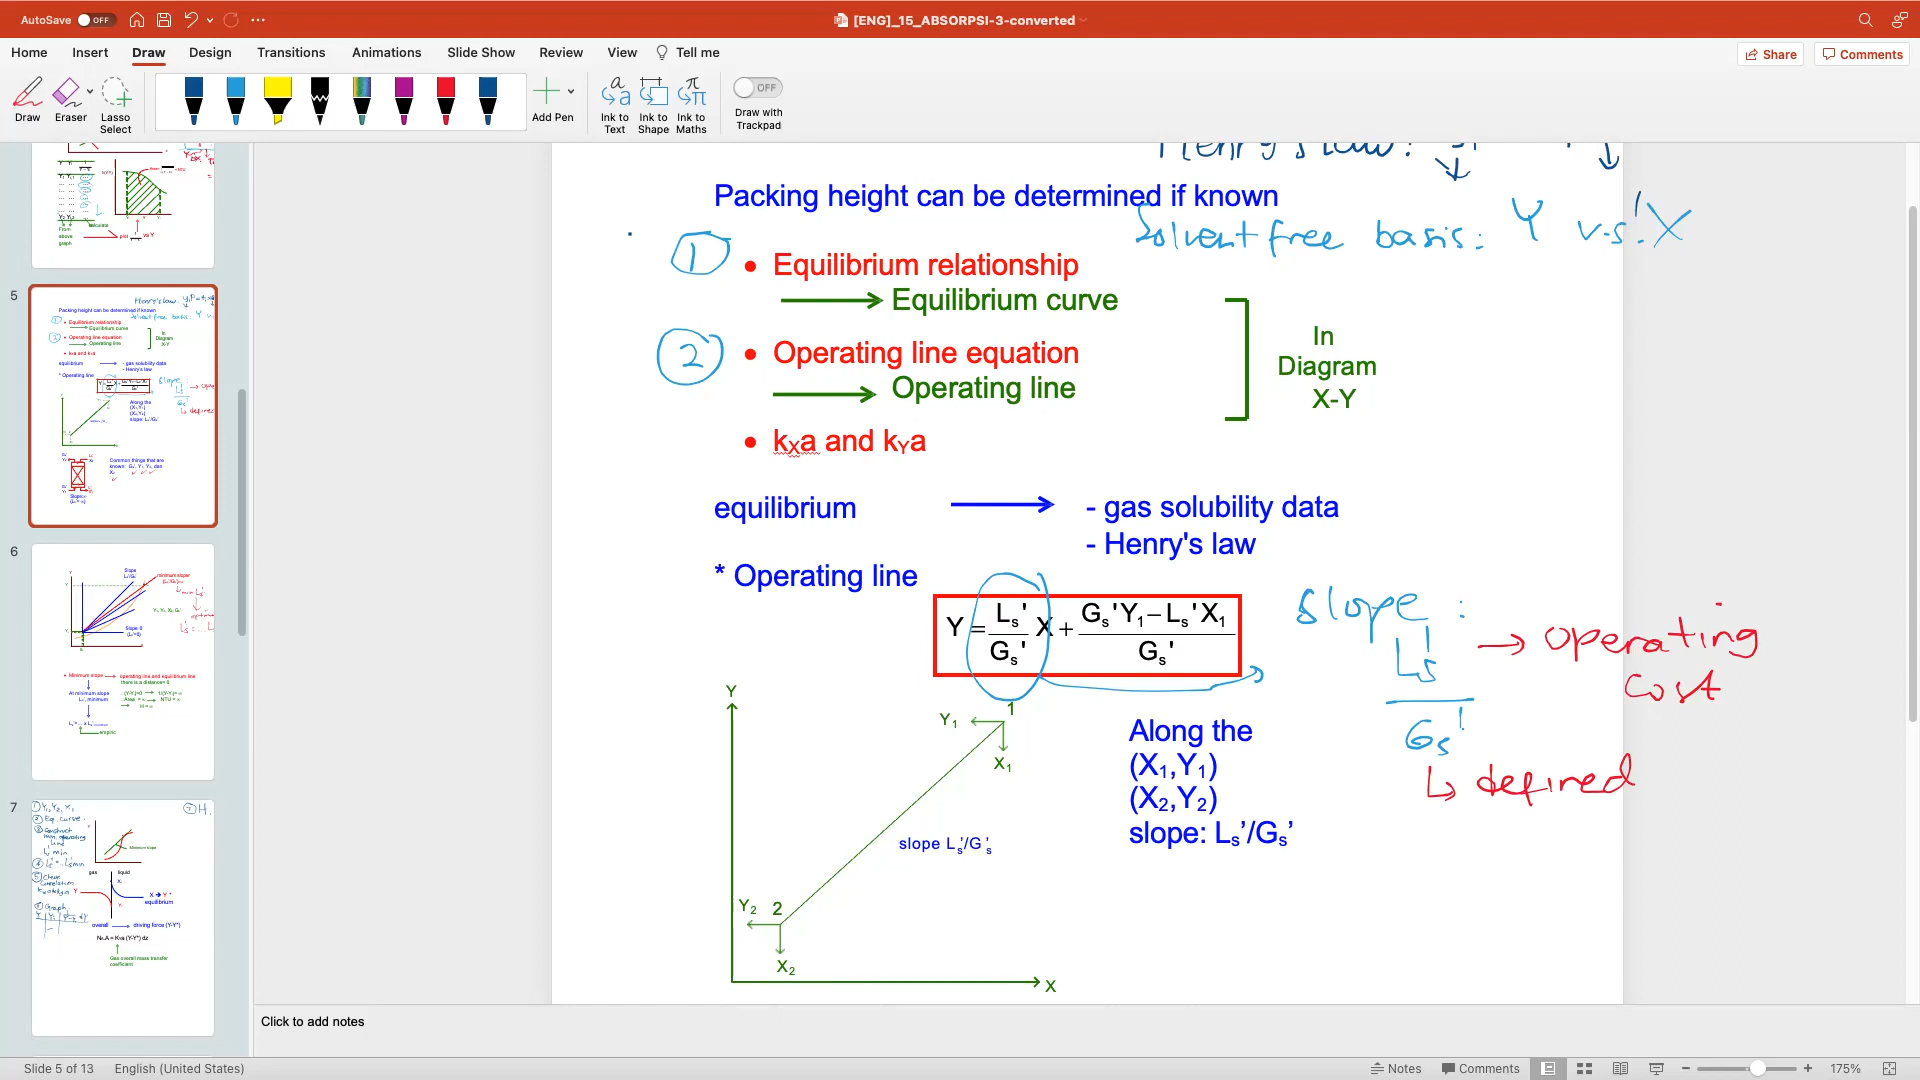 AutoSave OFF
[ENG]_15_ABSORPSI-3-converted
Home Insert Draw Design Transitions Animations Slide Show Review View Tell me
Share Comments
Draw Eraser Lasso Select
Add Pen
Ink to Text Ink to Shape Ink to Maths
OFF
Draw with Trackpad
5
6
7
Henry's law:
Packing height can be determined if known
Solvent free basis: Y v.s. X
1
• Equilibrium relationship
Equilibrium curve
2
• Operating line equation
Operating line
In
Diagram
X-Y
• kXa and kYa
equilibrium
- gas solubility data
- Henry's law
* Operating line
Y = Ls'/Gs' X + Gs'Y1 – Ls'X1 / Gs'
slope :
Ls' → operating cost
Gs'
↳ defined
Y
Y1 1
X1
Along the
(X1,Y1)
(X2,Y2)
slope: Ls'/Gs'
slope Ls'/G's
Y2 2
X2
X
Click to add notes
Slide 5 of 13 English (United States)
Notes Comments 175%